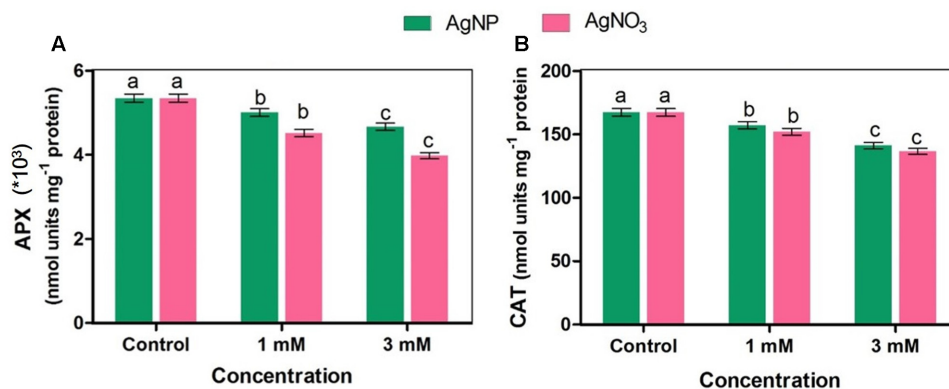 AgNP AgNO₃
A
APX (*10³)
(nmol units mg⁻¹ protein)
6
4
2
0
a a
b b
c c
Control 1 mM 3 mM
Concentration
B
CAT (nmol units mg⁻¹ protein)
200
150
100
50
0
a a
b b
c c
Control 1 mM 3 mM
Concentration